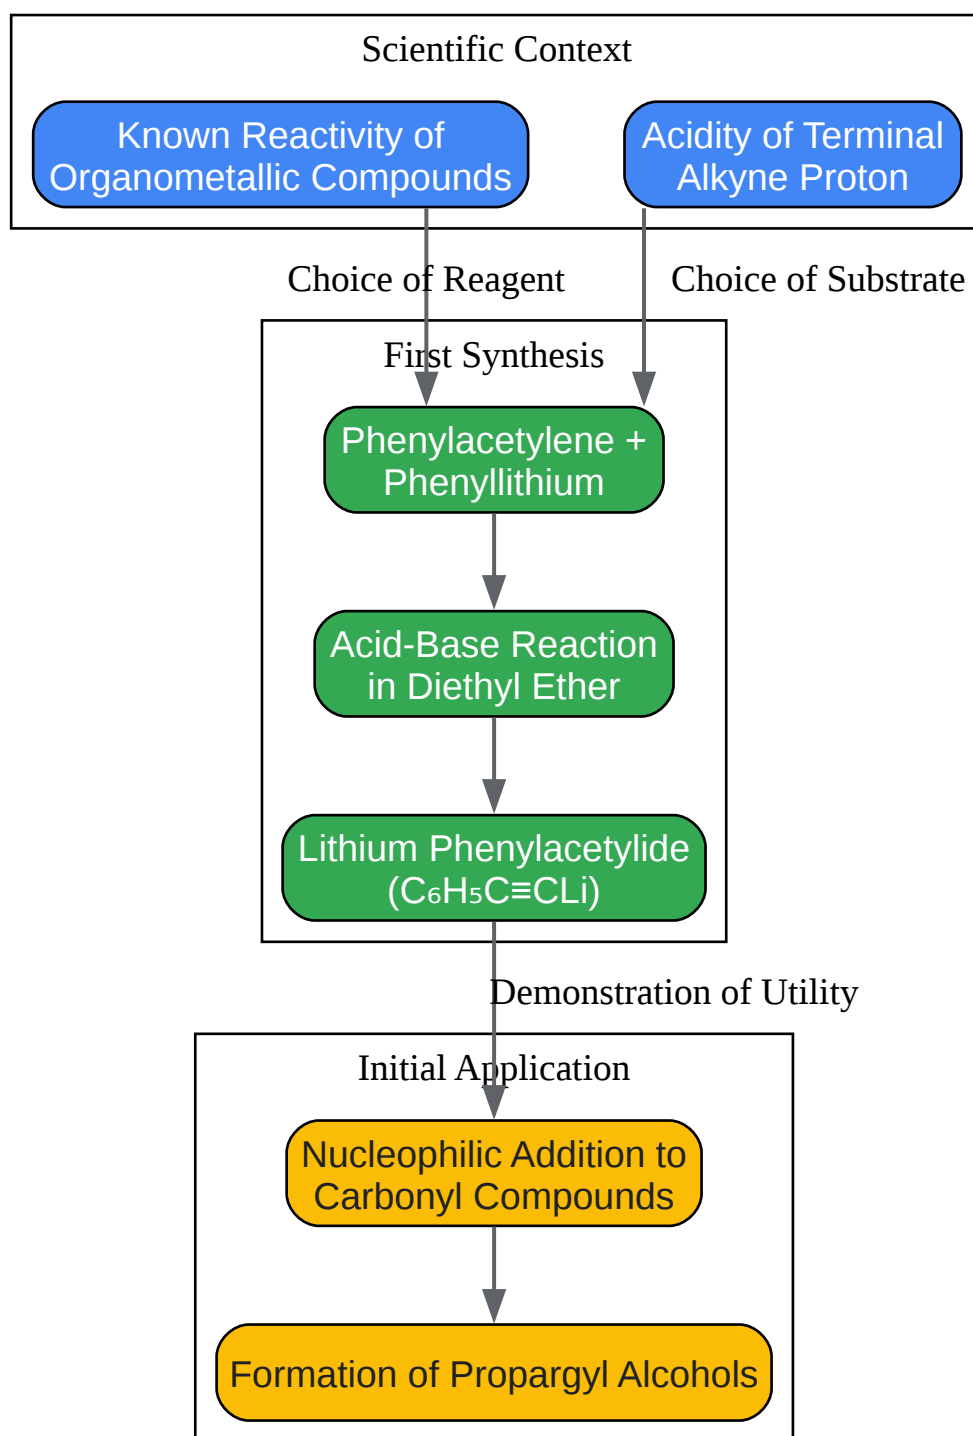 Scientific Context
Known Reactivity of
Organometallic Compounds
Acidity of Terminal
Alkyne Proton
Choice of Reagent
Choice of Substrate
First Synthesis
Phenylacetylene +
Phenyllithium
Acid-Base Reaction
in Diethyl Ether
Lithium Phenylacetylide
(C₆H₅C≡CLi)
Demonstration of Utility
Initial Application
Nucleophilic Addition to
Carbonyl Compounds
Formation of Propargyl Alcohols